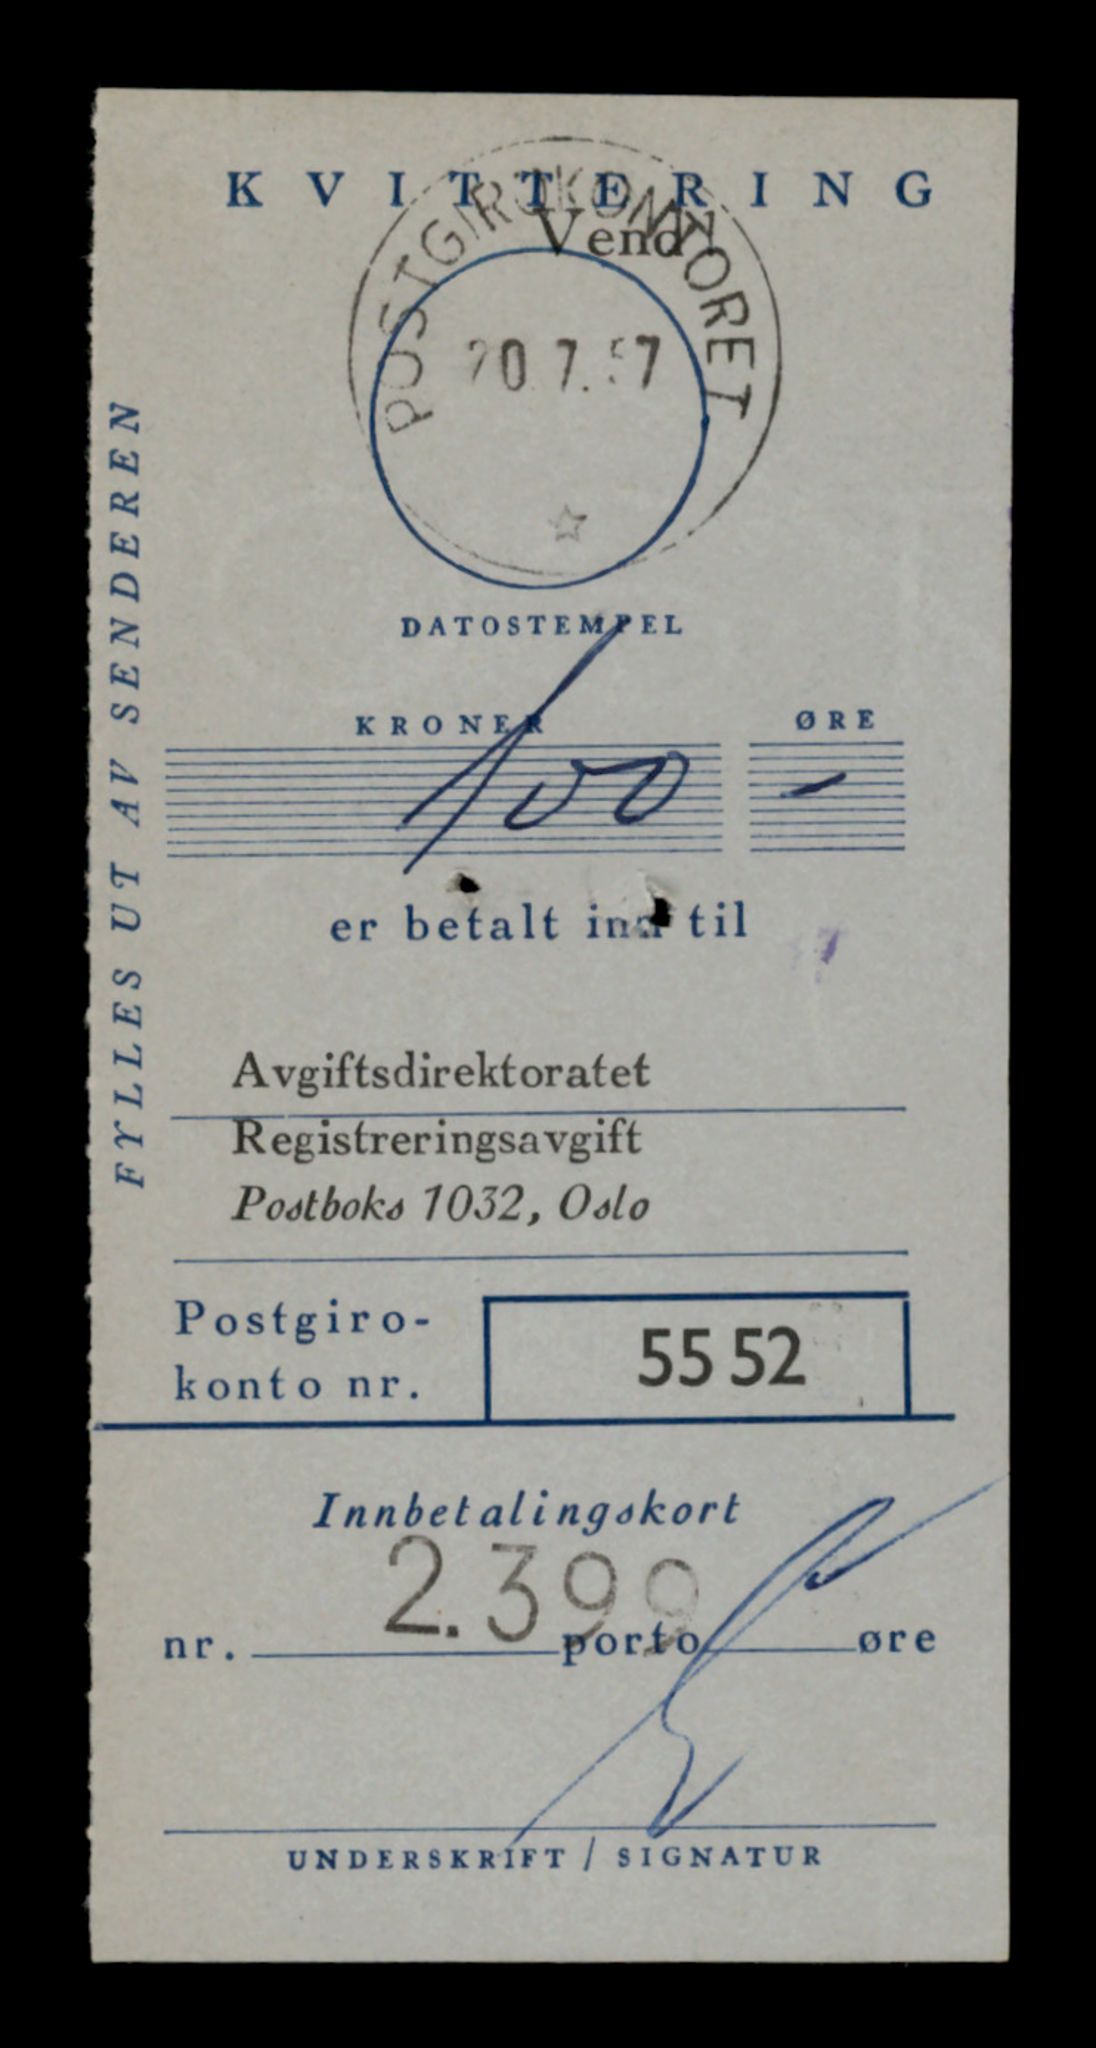 KVITTERING
Vend
POSTGIROKONTORET
20.7.57
DATOSTEMPEL
FYLLES UT AV SENDEREN
KRONER ØRE
100 -
er betalt inn til
Avgiftsdirektoratet
Registreringsavgift
Postboks 1032, Oslo
Postgiro-
konto nr.
55 52
Innbetalingskort
2.399
nr. porto øre
UNDERSKRIFT / SIGNATUR